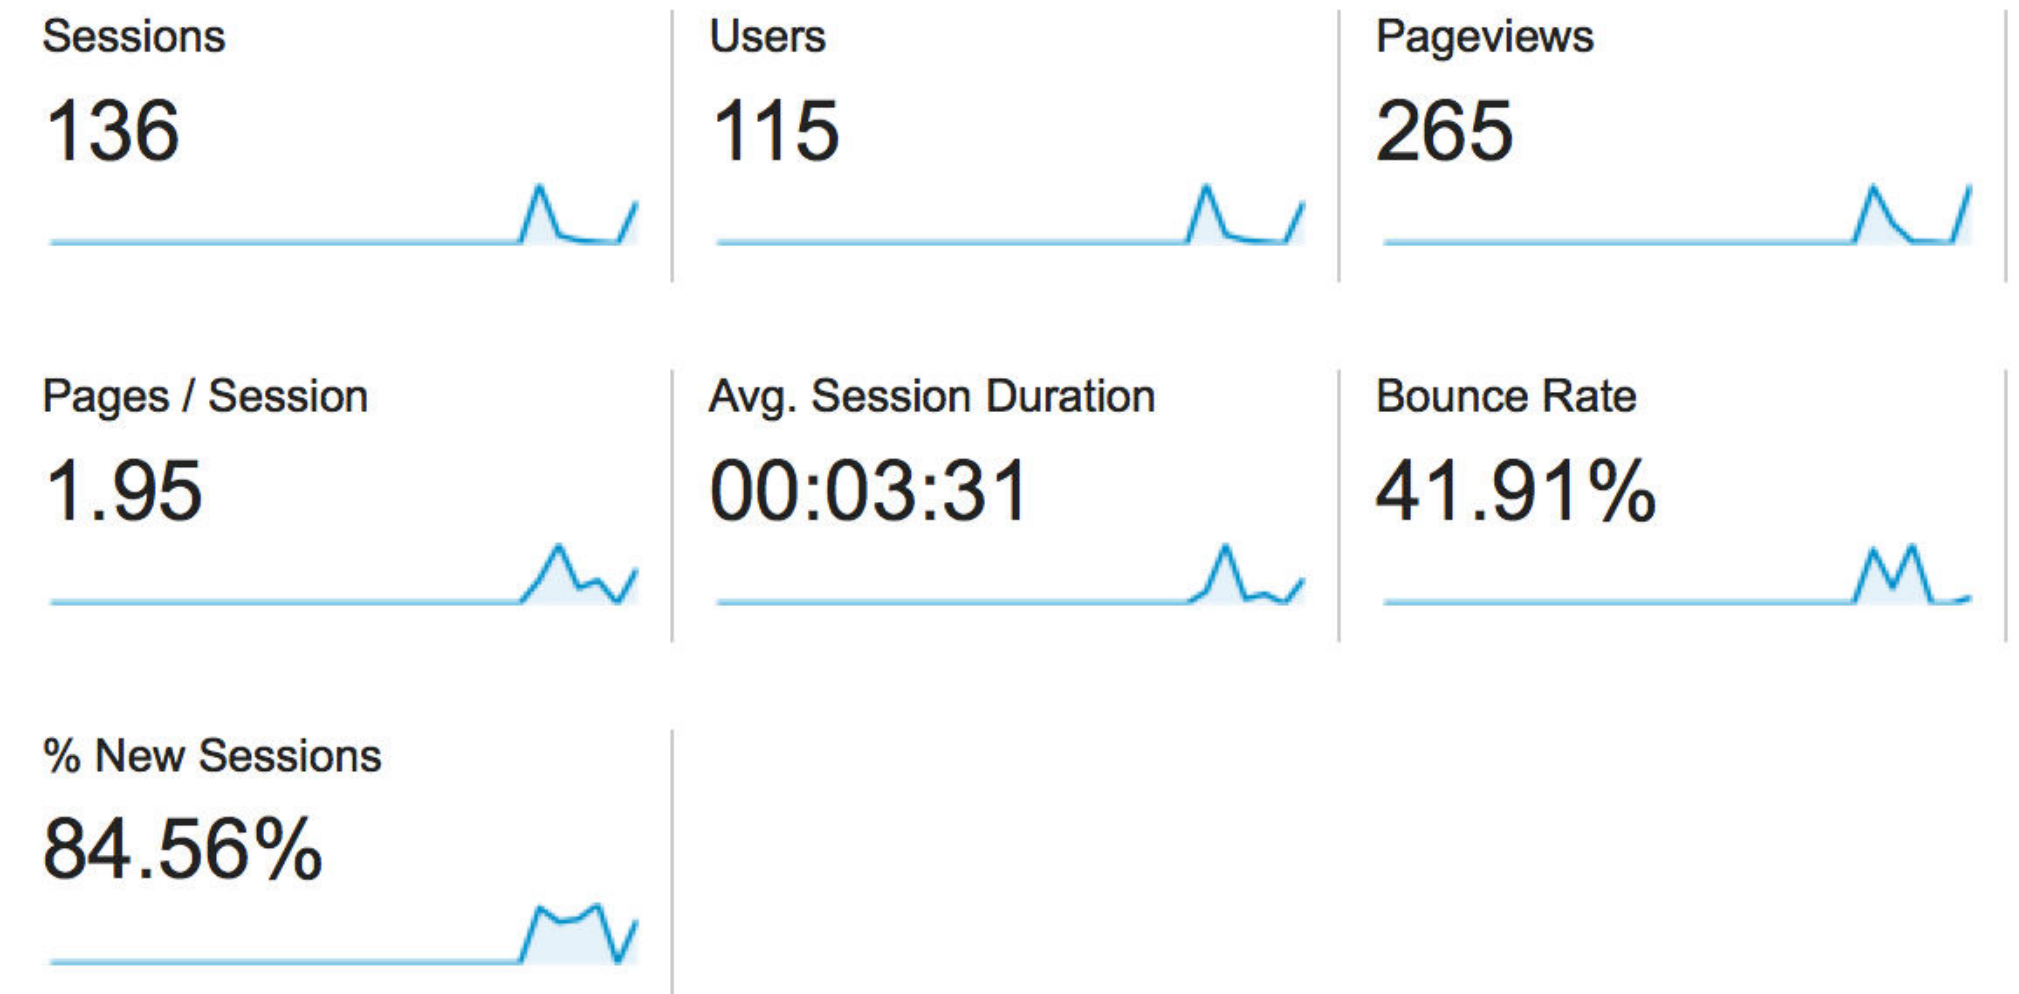 Sessions
136
Users
115
Pageviews
265
Pages / Session
1.95
Avg. Session Duration
00:03:31
Bounce Rate
41.91%
% New Sessions
84.56%